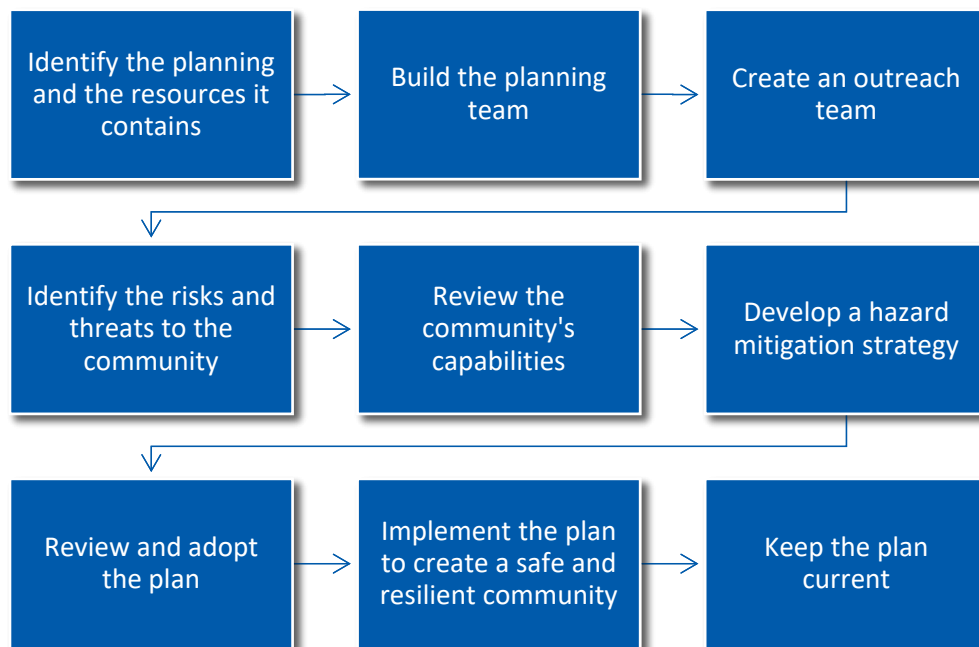 Identify the planning
and the resources it
contains
Build the planning
team
Create an outreach
team
Identify the risks and
threats to the
community
Review the
community's
capabilities
Develop a hazard
mitigation strategy
Review and adopt
the plan
Implement the plan
to create a safe and
resilient community
Keep the plan
current